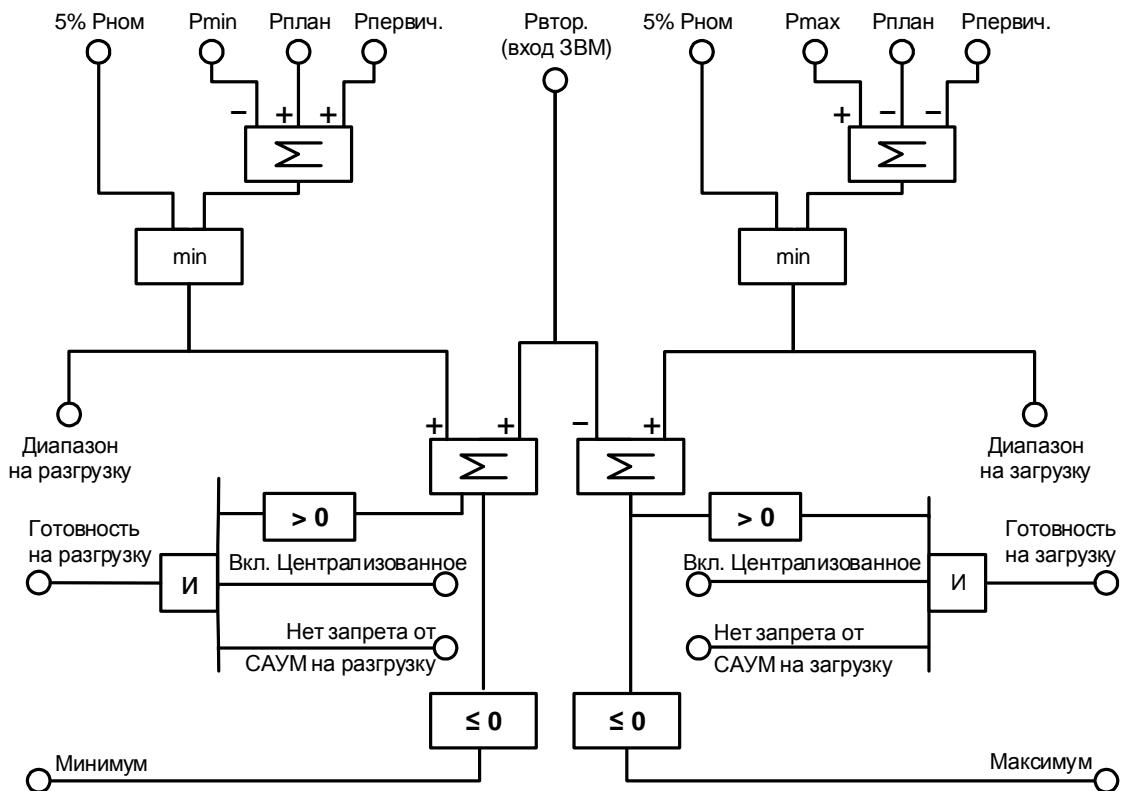 5% Рном
Pmin
Рплан
Рпервич.
Рвтор.
(вход ЗВМ)
5% Рном
Pmax
Рплан
Рпервич.
− + +
+ − −
Σ
Σ
min
min
+ + − +
Диапазон
на разгрузку
Σ
Σ
Диапазон
на загрузку
Готовность
на разгрузку
> 0
> 0
Готовность
на загрузку
И
Вкл. Централизованное
Вкл. Централизованное
И
Нет запрета от
САУМ на разгрузку
Нет запрета от
САУМ на загрузку
≤ 0
≤ 0
Минимум
Максимум